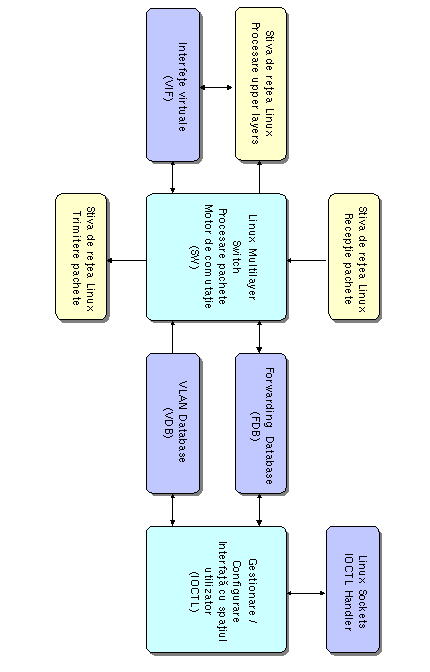 Stiva de rețea Linux
Procesare upper layers
Interfețe virtuale
(VIF)
Stiva de rețea Linux
Recepție pachete
Linux Multilayer
Switch
Procesare pachete
Motor de comutație
(SW)
Stiva de rețea Linux
Trimitere pachete
Forwarding Database
(FDB)
VLAN Database
(VDB)
Linux Sockets
IOCTL Handler
Gestionare /
Configurare
Interfață cu spațiul
utilizator
(IOCTL)